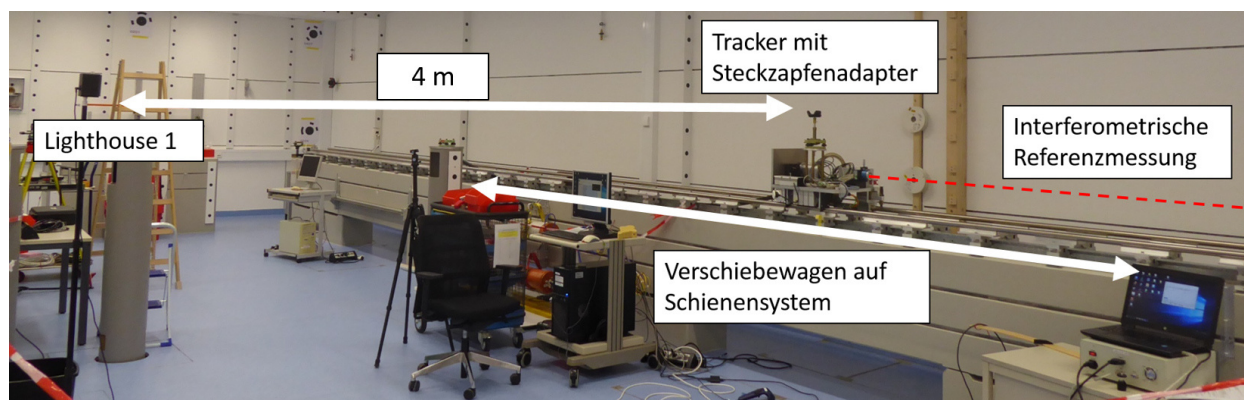 Tracker mit
Steckzapfenadapter
4 m
Lighthouse 1
Interferometrische
Referenzmessung
Verschiebewagen auf
Schienensystem